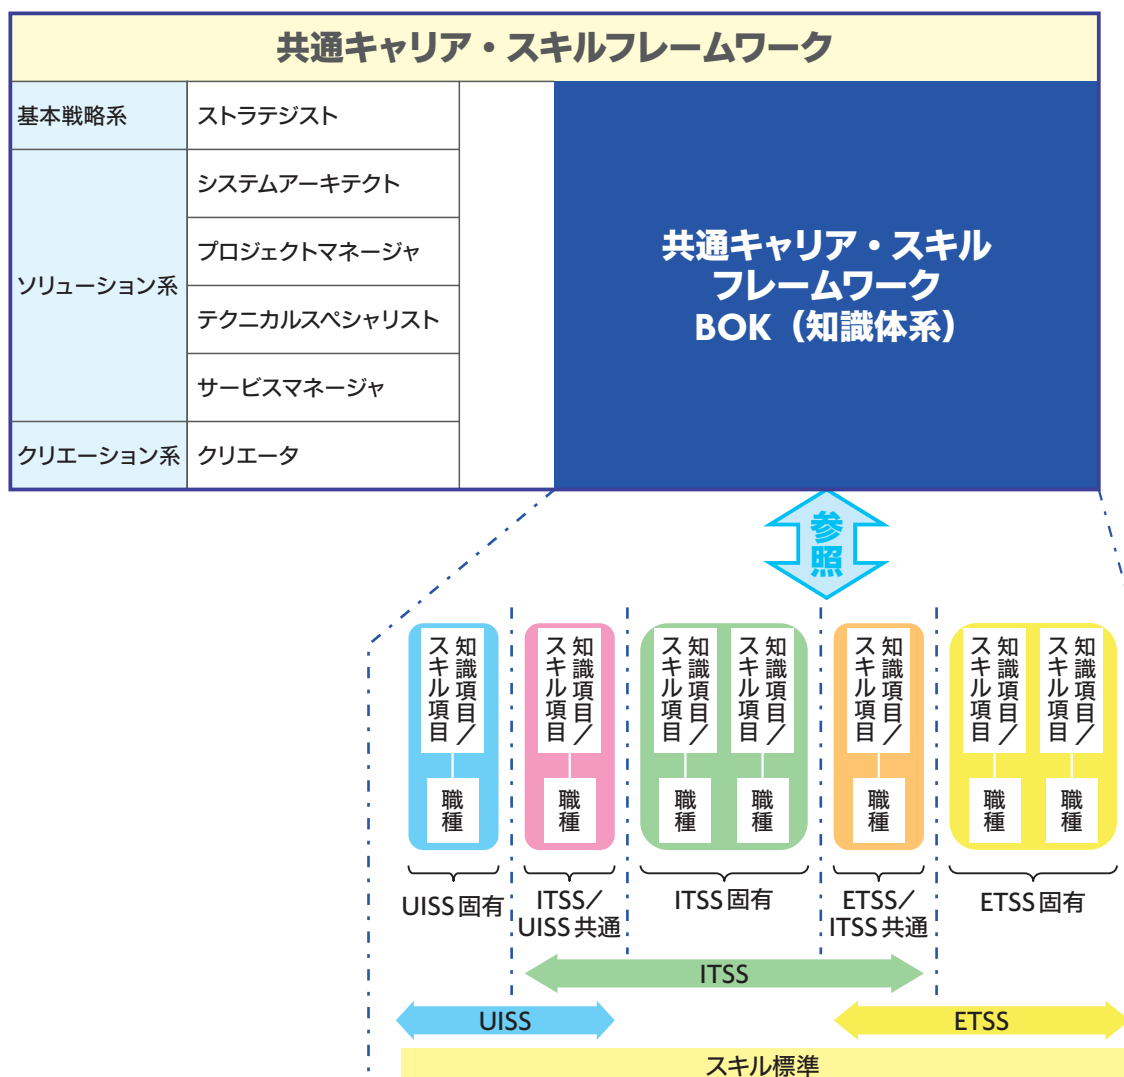 共通キャリア・スキルフレームワーク
基本戦略系
ストラテジスト
ソリューション系
システムアーキテクト
プロジェクトマネージャ
テクニカルスペシャリスト
サービスマネージャ
クリエーション系
クリエータ
共通キャリア・スキル
フレームワーク
BOK（知識体系）
参照
知識項目／
スキル項目
職種
知識項目／
スキル項目
職種
知識項目／
スキル項目
職種
知識項目／
スキル項目
職種
知識項目／
スキル項目
職種
知識項目／
スキル項目
職種
知識項目／
スキル項目
職種
UISS固有
ITSS／
UISS共通
ITSS固有
ETSS／
ITSS共通
ETSS固有
ITSS
UISS
ETSS
スキル標準